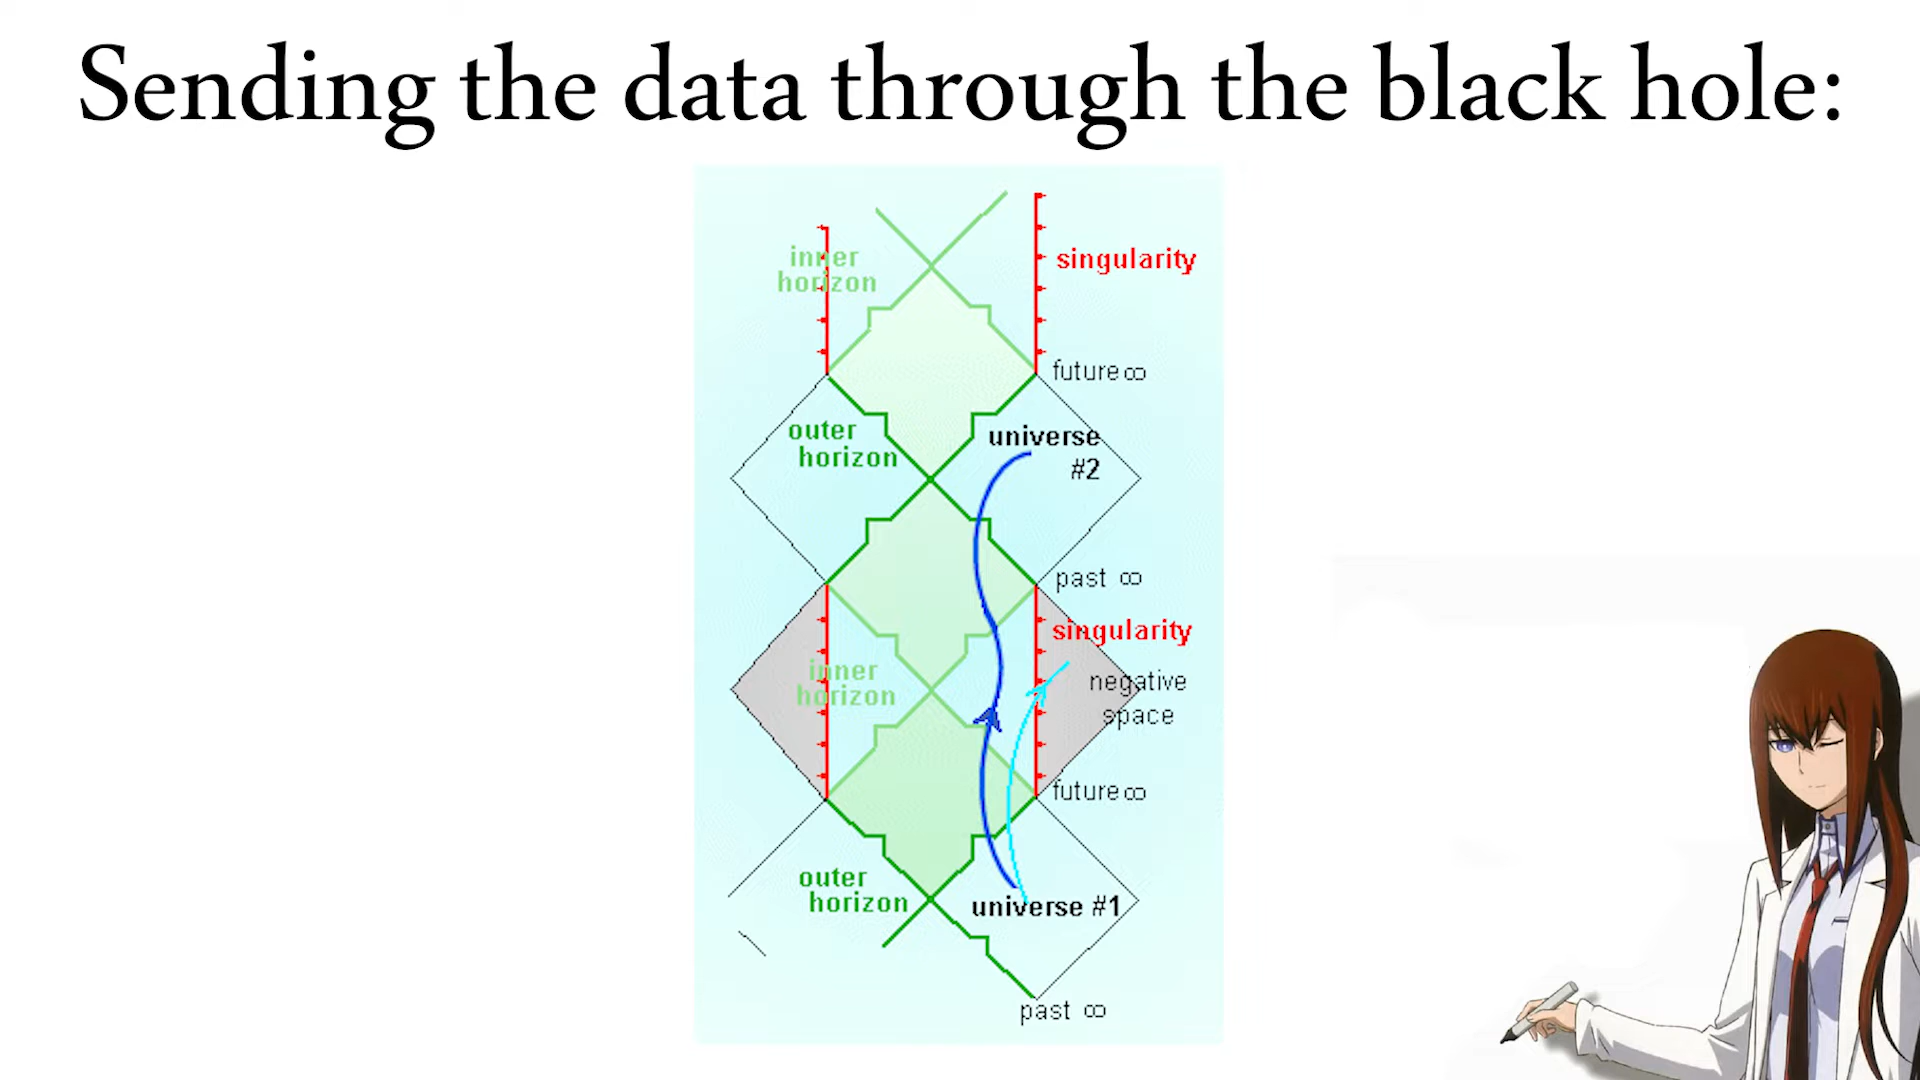 Sending the data through the black hole:
inner
horizon
singularity
future ∞
outer
horizon
universe
#2
past ∞
singularity
inner
horizon
negative
space
future ∞
outer
horizon
universe #1
past ∞